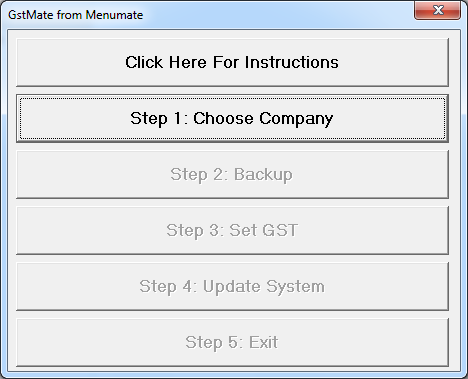 GstMate from Menumate
Click Here For Instructions
Step 1: Choose Company
Step 2: Backup
Step 3: Set GST
Step 4: Update System
Step 5: Exit